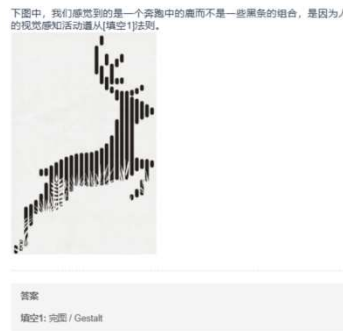 下图中，我们感觉到的是一个奔跑中的鹿而不是一些黑条的组合，是因为人
的视觉感知活动遵从[填空1]法则。
答案
填空1: 完图 / Gestalt